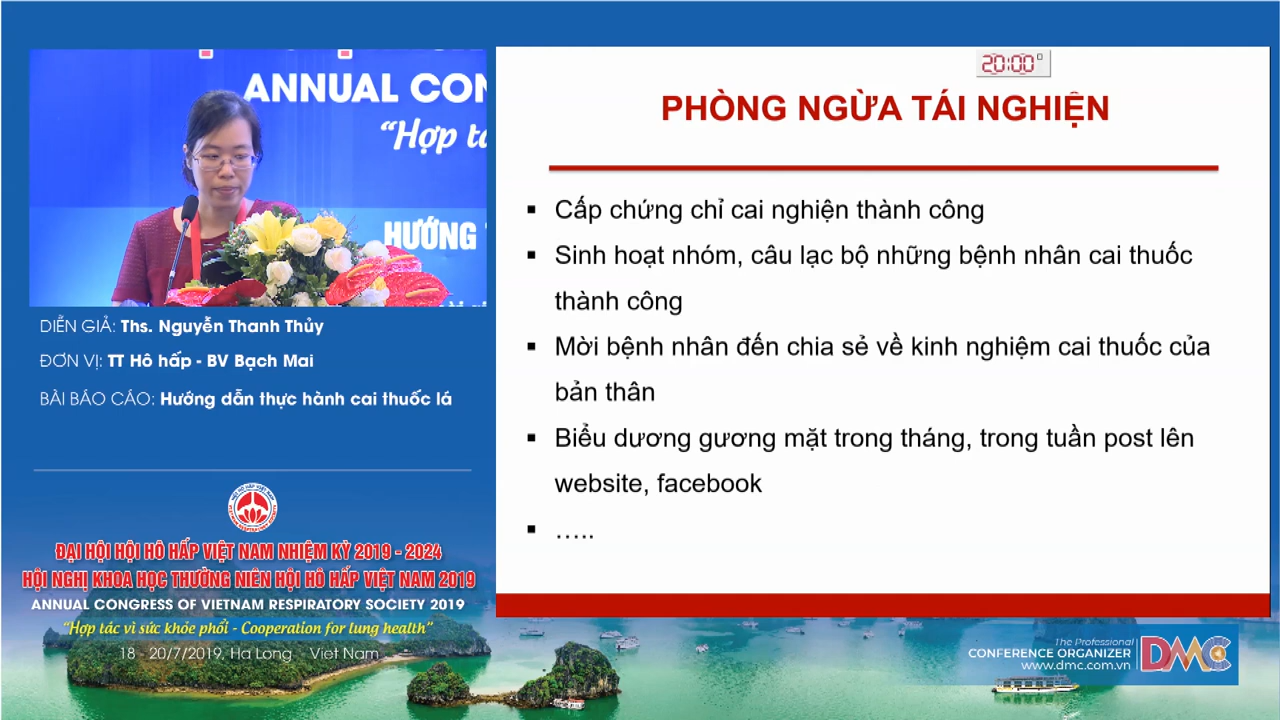 ANNUAL CON
“Hợp tá
HƯỚNG
DIỄN GIẢ: Ths. Nguyễn Thanh Thủy
ĐƠN VỊ: TT Hô hấp - BV Bạch Mai
BÀI BÁO CÁO: Hướng dẫn thực hành cai thuốc lá
ĐẠI HỘI HỘI HÔ HẤP VIỆT NAM NHIỆM KỲ 2019 - 2024
HỘI NGHỊ KHOA HỌC THƯỜNG NIÊN HỘI HÔ HẤP VIỆT NAM 2019
ANNUAL CONGRESS OF VIETNAM RESPIRATORY SOCIETY 2019
“Hợp tác vì sức khỏe phổi - Cooperation for lung health”
18 - 20/7/2019, Ha Long Viet Nam
20:00
PHÒNG NGỪA TÁI NGHIỆN
▪ Cấp chứng chỉ cai nghiện thành công
▪ Sinh hoạt nhóm, câu lạc bộ những bệnh nhân cai thuốc
thành công
▪ Mời bệnh nhân đến chia sẻ về kinh nghiệm cai thuốc của
bản thân
▪ Biểu dương gương mặt trong tháng, trong tuần post lên
website, facebook
▪ …..
The Professional
CONFERENCE ORGANIZER
www.dmc.com.vn
DMC